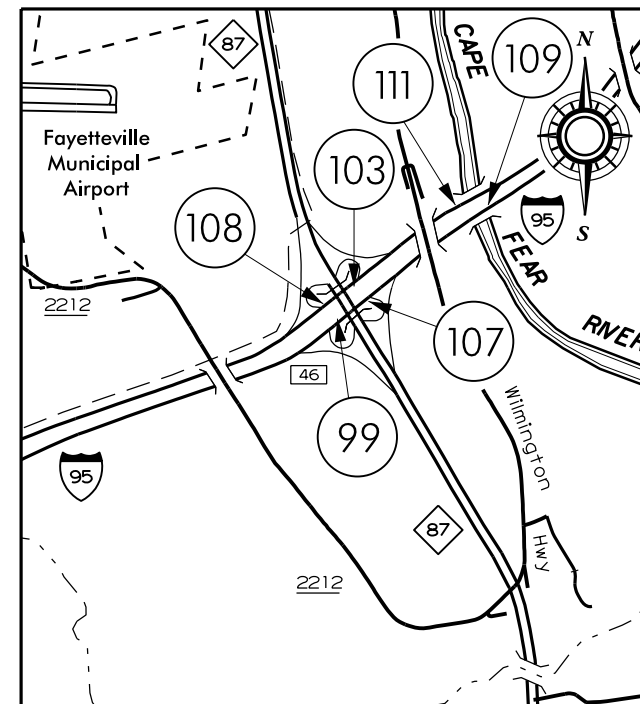 87
CAPE
109
N
111
Fayetteville
Municipal
Airport
103
95
S
108
FEAR
2212
RIVER
107
46
Wilmington
99
95
87
Hwy
2212